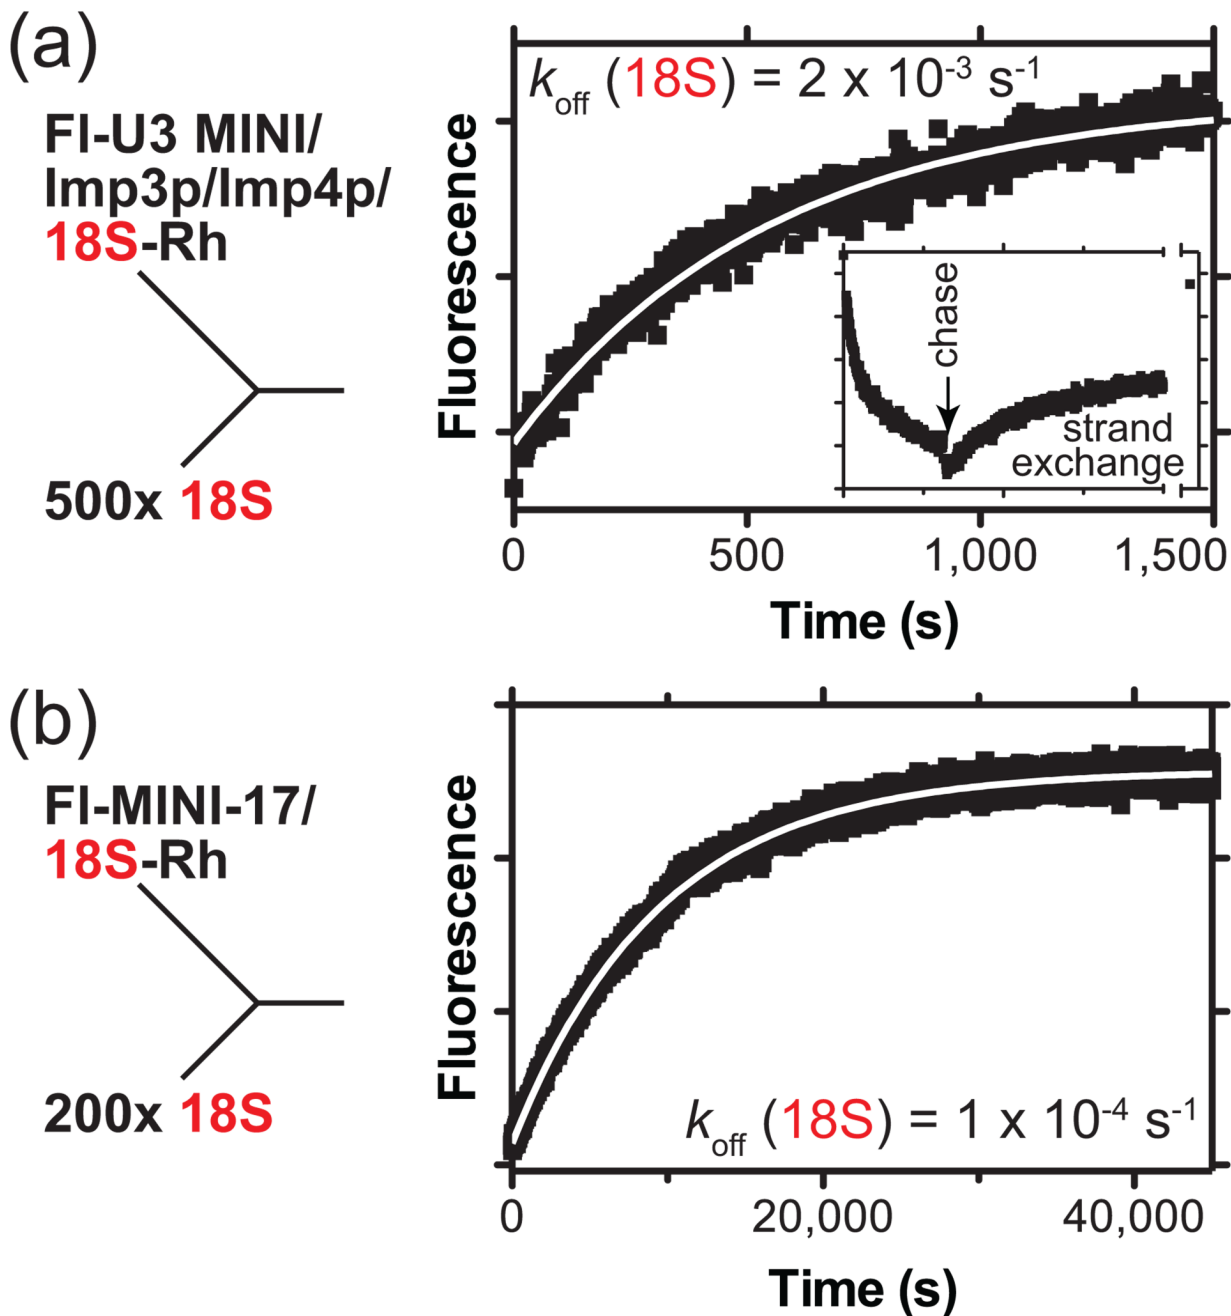 (a)
Fl-U3 MINI/
Imp3p/Imp4p/
18S-Rh
500x 18S
Fluorescence
k_off (18S) = 2 x 10⁻³ s⁻¹
chase
strand
exchange
0 500 1,000 1,500
Time (s)
(b)
Fl-MINI-17/
18S-Rh
200x 18S
Fluorescence
k_off (18S) = 1 x 10⁻⁴ s⁻¹
0 20,000 40,000
Time (s)